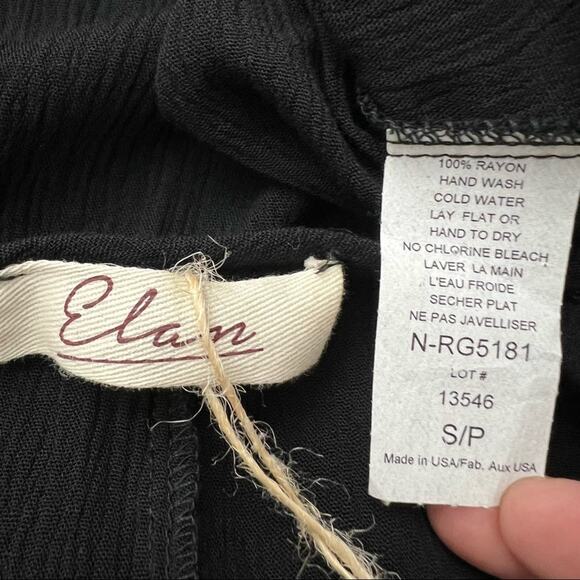 Elan
100% RAYON
HAND WASH
COLD WATER
LAY FLAT OR
HAND TO DRY
NO CHLORINE BLEACH
LAVER LA MAIN
L'EAU FROIDE
SECHER PLAT
NE PAS JAVELLISER
N-RG5181
LOT #
13546
S/P
Made in USA/Fab. Aux USA